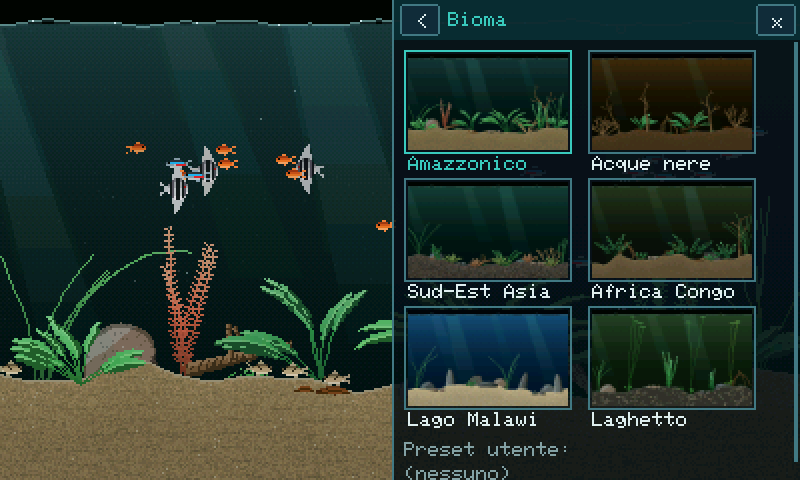 < Bioma x
Amazzonico Acque nere
Sud-Est Asia Africa Congo
Lago Malawi Laghetto
Preset utente:
(nessuno)